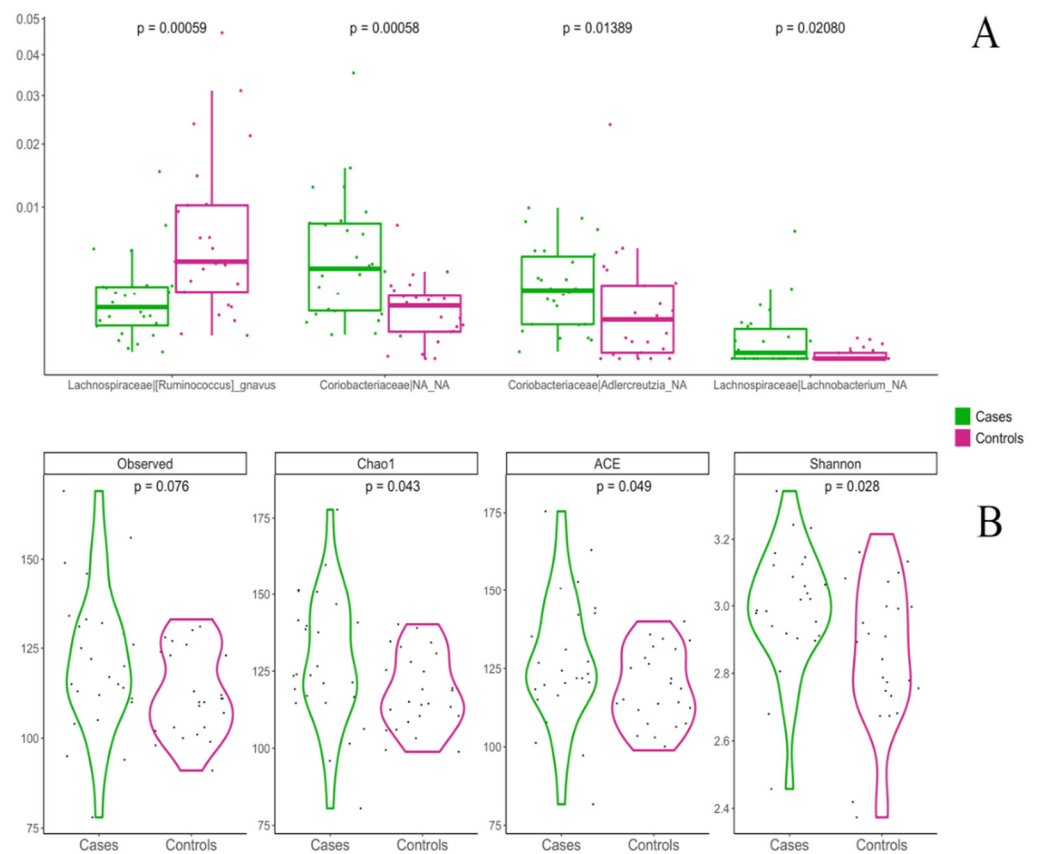 A
p = 0.00059 p = 0.00058 p = 0.01389 p = 0.02080
0.05
0.04
0.03
0.02
0.01
Lachnospiraceae|[Ruminococcus]_gnavus Coriobacteriaceae|NA_NA Coriobacteriaceae|Adlercreutzia_NA Lachnospiraceae|Lachnobacterium_NA
Cases
Controls
B
Observed
p = 0.076
150
125
100
75
Cases Controls
Chao1
p = 0.043
175
150
125
100
75
Cases Controls
ACE
p = 0.049
175
150
125
100
75
Cases Controls
Shannon
p = 0.028
3.2
3.0
2.8
2.6
2.4
Cases Controls